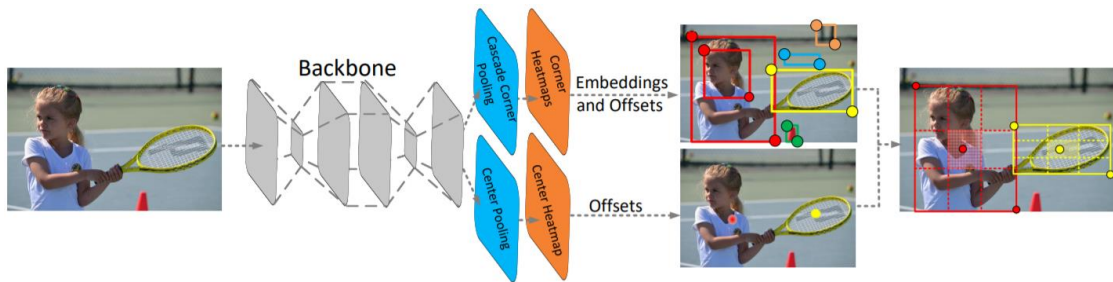 Backbone
Cascade Corner
Pooling
Corner
Heatmaps
Embeddings
and Offsets
Center Pooling
Center Heatmap
Offsets